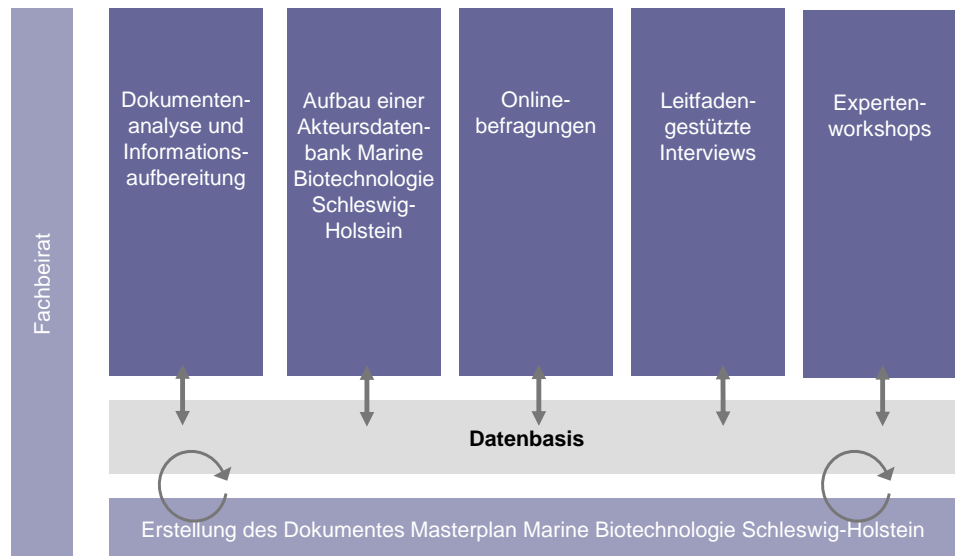 Fachbeirat
Dokumenten-
analyse und
Informations-
aufbereitung
Aufbau einer
Akteursdaten-
bank Marine
Biotechnologie
Schleswig-
Holstein
Online-
befragungen
Leitfaden-
gestützte
Interviews
Experten-
workshops
Datenbasis
Erstellung des Dokumentes Masterplan Marine Biotechnologie Schleswig-Holstein